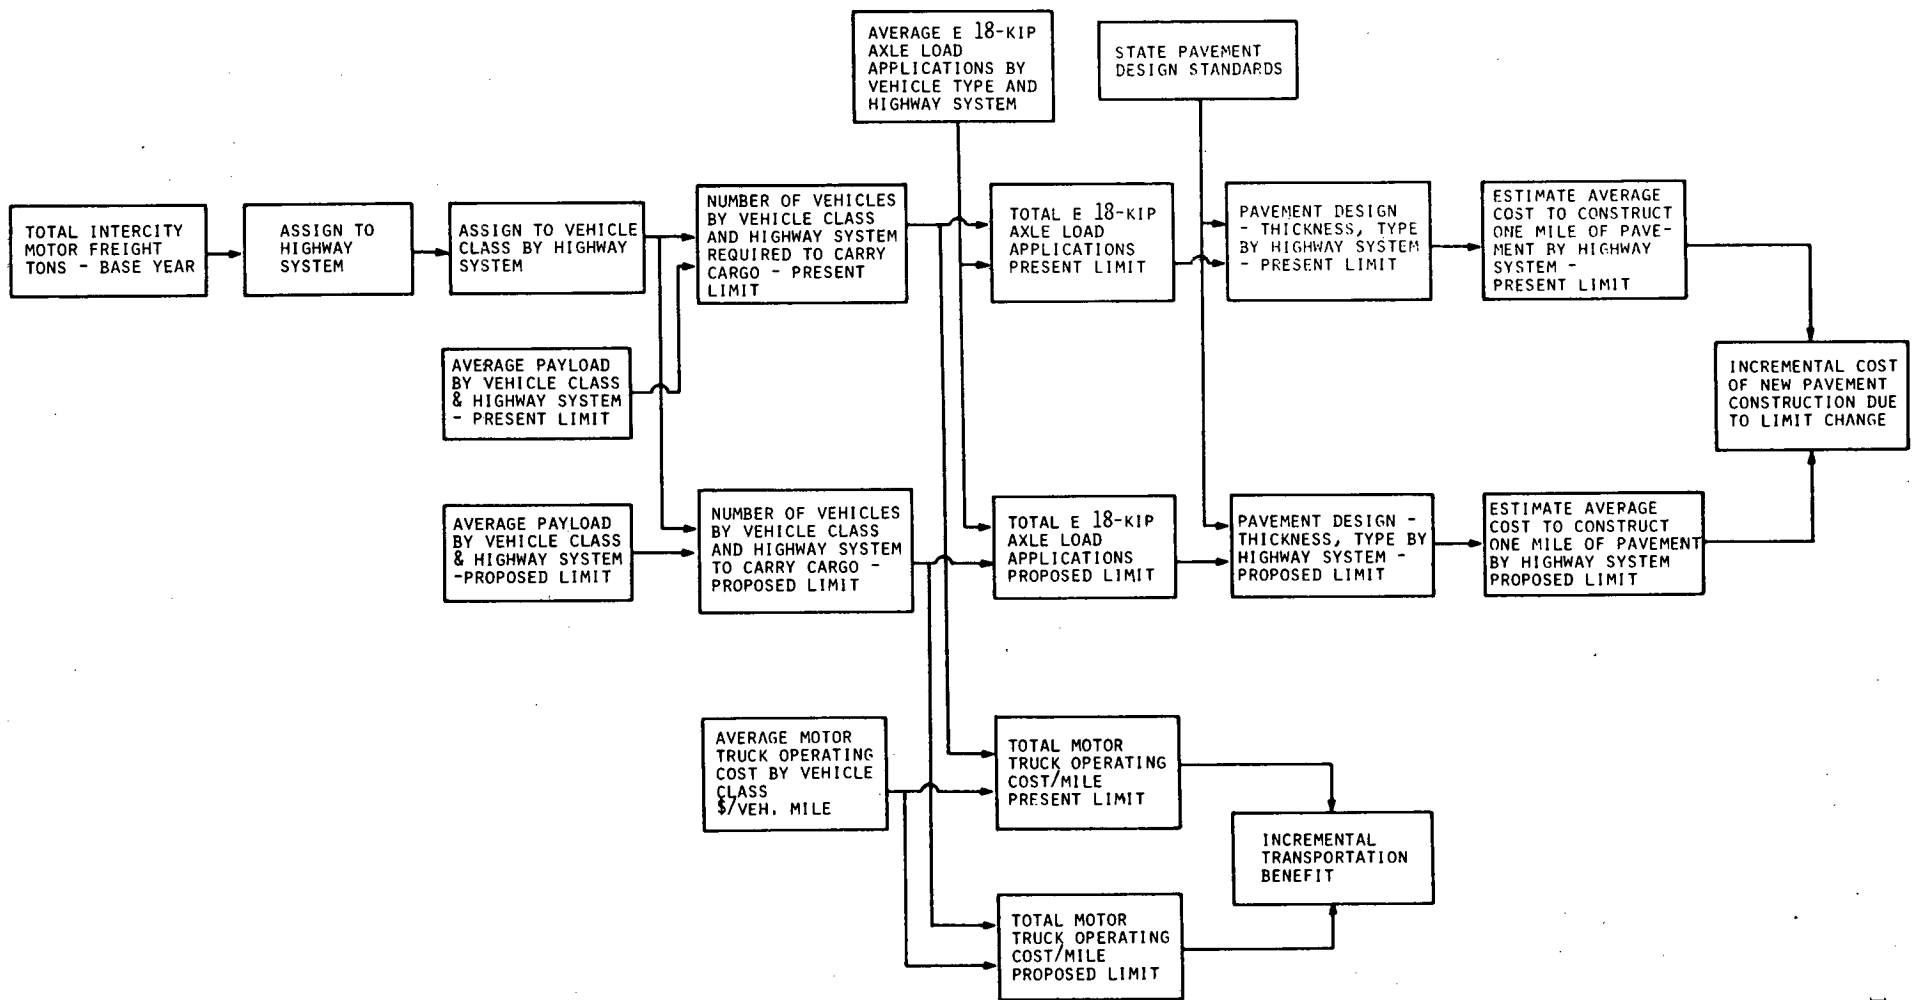 AVERAGE E 18-KIP
AXLE LOAD
APPLICATIONS BY
VEHICLE TYPE AND
HIGHWAY SYSTEM
STATE PAVEMENT
DESIGN STANDARDS
TOTAL INTERCITY
MOTOR FREIGHT
TONS - BASE YEAR
ASSIGN TO
HIGHWAY
SYSTEM
ASSIGN TO VEHICLE
CLASS BY HIGHWAY
SYSTEM
NUMBER OF VEHICLES
BY VEHICLE CLASS
AND HIGHWAY SYSTEM
REQUIRED TO CARRY
CARGO - PRESENT
LIMIT
TOTAL E 18-KIP
AXLE LOAD
APPLICATIONS
PRESENT LIMIT
PAVEMENT DESIGN
- THICKNESS, TYPE
BY HIGHWAY SYSTEM
- PRESENT LIMIT
ESTIMATE AVERAGE
COST TO CONSTRUCT
ONE MILE OF PAVE-
MENT BY HIGHWAY
SYSTEM -
PRESENT LIMIT
AVERAGE PAYLOAD
BY VEHICLE CLASS
& HIGHWAY SYSTEM
- PRESENT LIMIT
INCREMENTAL COST
OF NEW PAVEMENT
CONSTRUCTION DUE
TO LIMIT CHANGE
AVERAGE PAYLOAD
BY VEHICLE CLASS
& HIGHWAY SYSTEM
-PROPOSED LIMIT
NUMBER OF VEHICLES
BY VEHICLE CLASS
AND HIGHWAY SYSTEM
TO CARRY CARGO -
PROPOSED LIMIT
TOTAL E 18-KIP
AXLE LOAD
APPLICATIONS
PROPOSED LIMIT
PAVEMENT DESIGN -
THICKNESS, TYPE BY
HIGHWAY SYSTEM -
PROPOSED LIMIT
ESTIMATE AVERAGE
COST TO CONSTRUCT
ONE MILE OF PAVEMENT
BY HIGHWAY SYSTEM
PROPOSED LIMIT
AVERAGE MOTOR
TRUCK OPERATING
COST BY VEHICLE
CLASS
$/VEH. MILE
TOTAL MOTOR
TRUCK OPERATING
COST/MILE
PRESENT LIMIT
INCREMENTAL
TRANSPORTATION
BENEFIT
TOTAL MOTOR
TRUCK OPERATING
COST/MILE
PROPOSED LIMIT